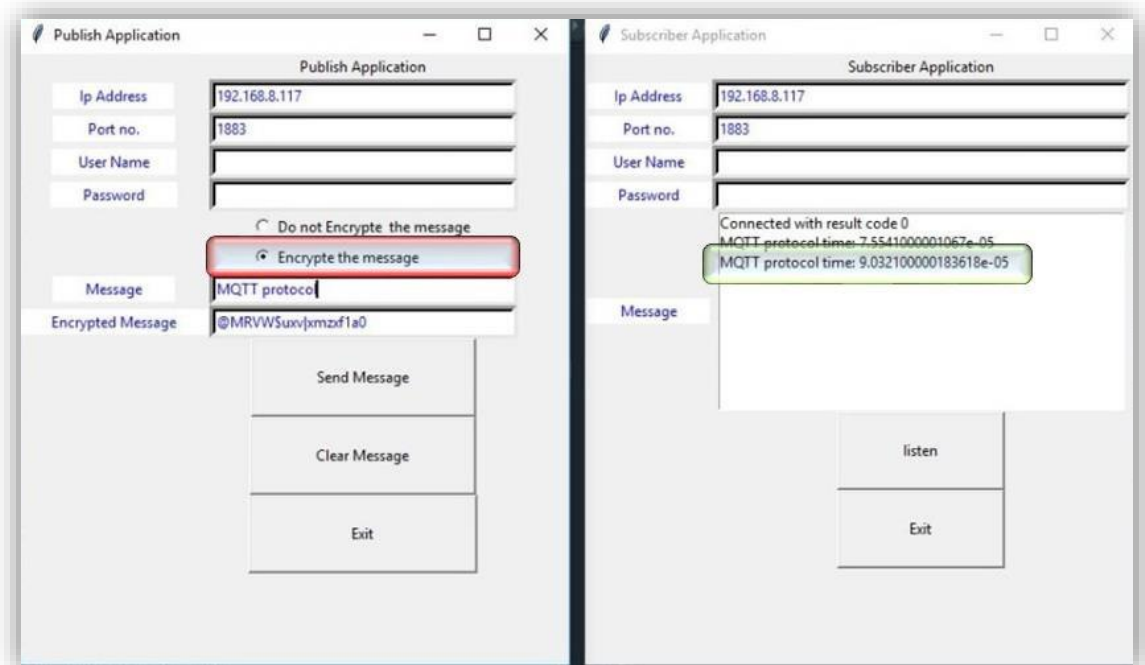 Publish Application
Publish Application
Ip Address
192.168.8.117
Port no.
1883
User Name
Password
Do not Encrypte the message
Encrypte the message
Message
MQTT protocol
Encrypted Message
@MRVW$uxv|xmzxf1a0
Send Message
Clear Message
Exit
Subscriber Application
Subscriber Application
Ip Address
192.168.8.117
Port no.
1883
User Name
Password
Message
Connected with result code 0
MQTT protocol time: 7.5541000001067e-05
MQTT protocol time: 9.032100000183618e-05
listen
Exit